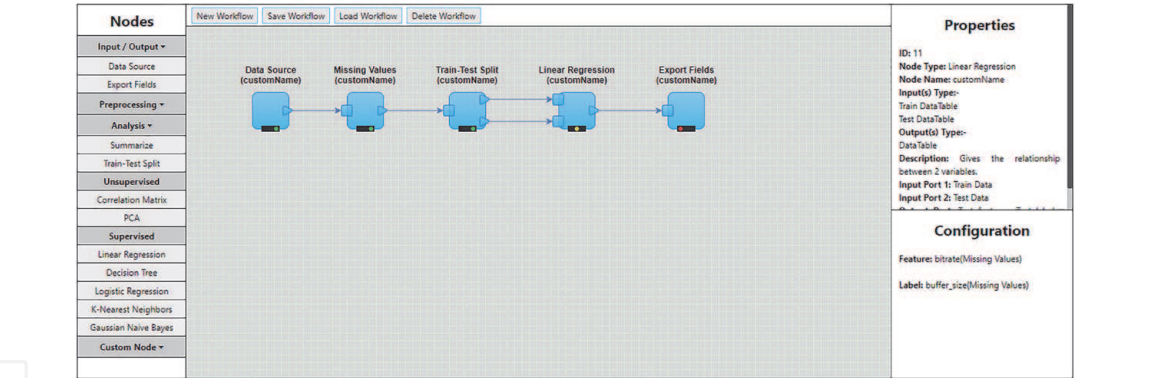 Nodes
Input / Output
Data Source
Export Fields
Preprocessing
Analysis
Summarize
Train-Test Split
Unsupervised
Correlation Matrix
PCA
Supervised
Linear Regression
Decision Tree
Logistic Regression
K-Nearest Neighbors
Gaussian Naive Bayes
Custom Node
New Workflow Save Workflow Load Workflow Delete Workflow
Data Source
(customName)
Missing Values
(customName)
Train-Test Split
(customName)
Linear Regression
(customName)
Export Fields
(customName)
Properties
ID: 11
Node Type: Linear Regression
Node Name: customName
Input(s) Type:-
Train DataTable
Test DataTable
Output(s) Type:-
DataTable
Description: Gives the relationship
between 2 variables.
Input Port 1: Train Data
Input Port 2: Test Data
Configuration
Feature: bitrate(Missing Values)
Label: buffer_size(Missing Values)